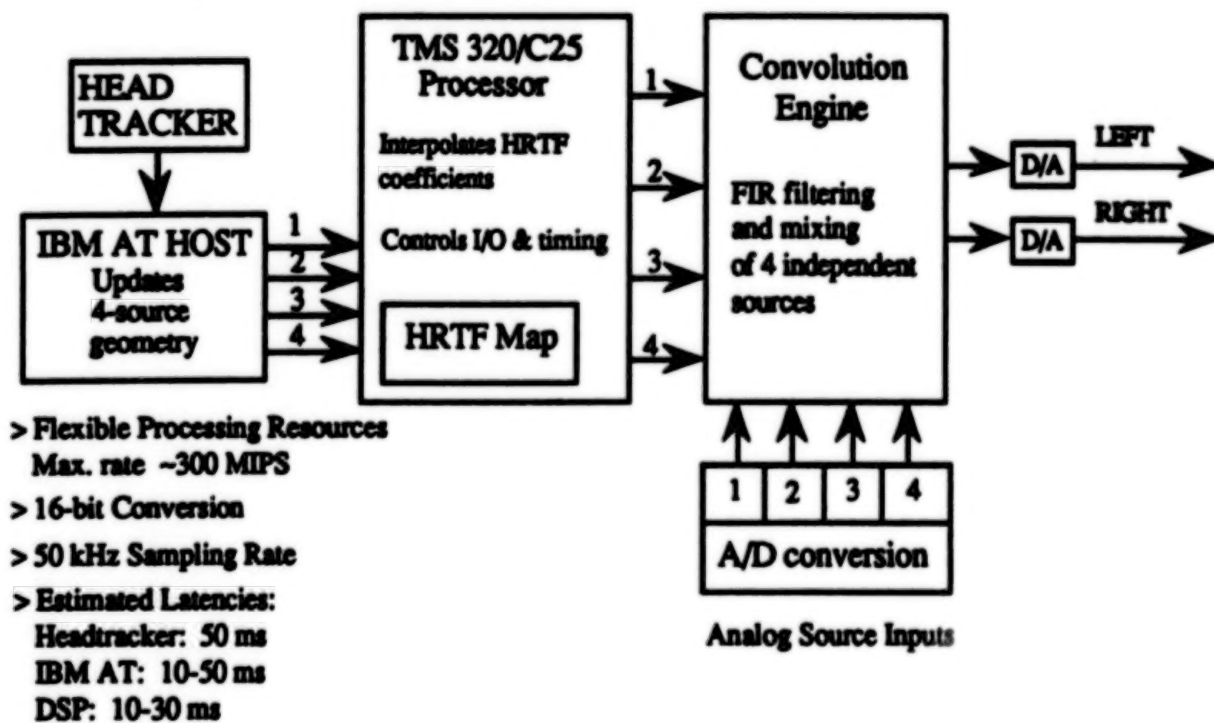 HEAD
TRACKER
IBM AT HOST
Updates
4-source
geometry
1
2
3
4
TMS 320/C25
Processor
Interpolates HRTF
coefficients
Controls I/O & timing
HRTF Map
1
2
3
4
Convolution
Engine
FIR filtering
and mixing
of 4 independent
sources
D/A
LEFT
D/A
RIGHT
1 2 3 4
A/D conversion
Analog Source Inputs
> Flexible Processing Resources
Max. rate ~300 MIPS
> 16-bit Conversion
> 50 kHz Sampling Rate
> Estimated Latencies:
Headtracker: 50 ms
IBM AT: 10-50 ms
DSP: 10-30 ms